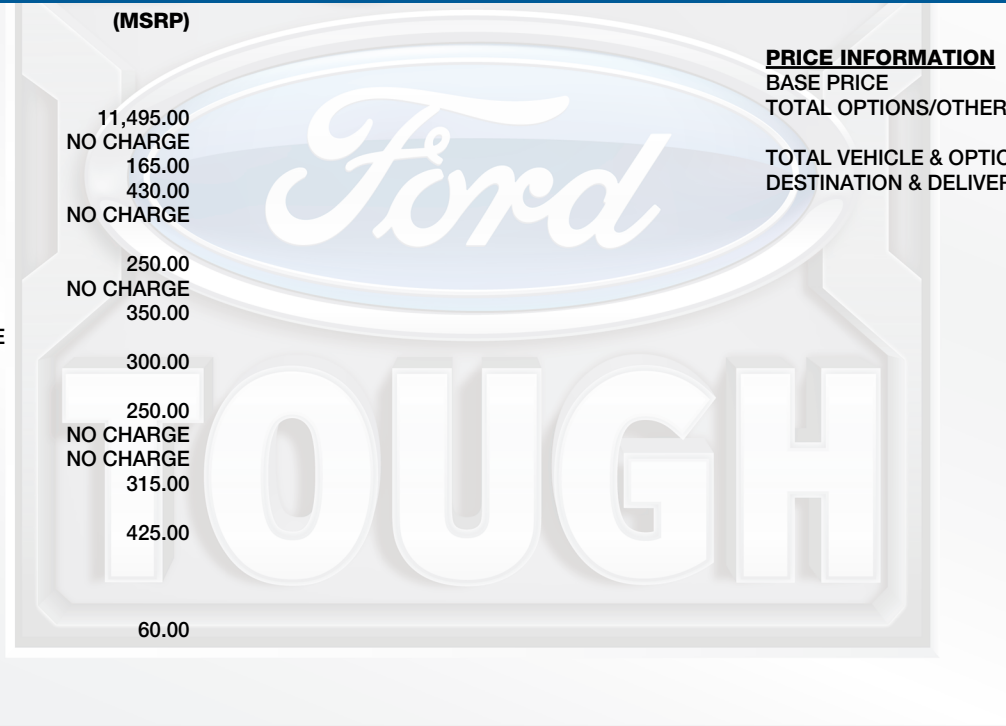 (MSRP)
11,495.00
NO CHARGE
165.00
430.00
NO CHARGE
250.00
NO CHARGE
350.00
E
300.00
250.00
NO CHARGE
NO CHARGE
315.00
425.00
60.00
PRICE INFORMATION
BASE PRICE
TOTAL OPTIONS/OTHER
TOTAL VEHICLE & OPTIO
DESTINATION & DELIVER
Ford
TOUGH